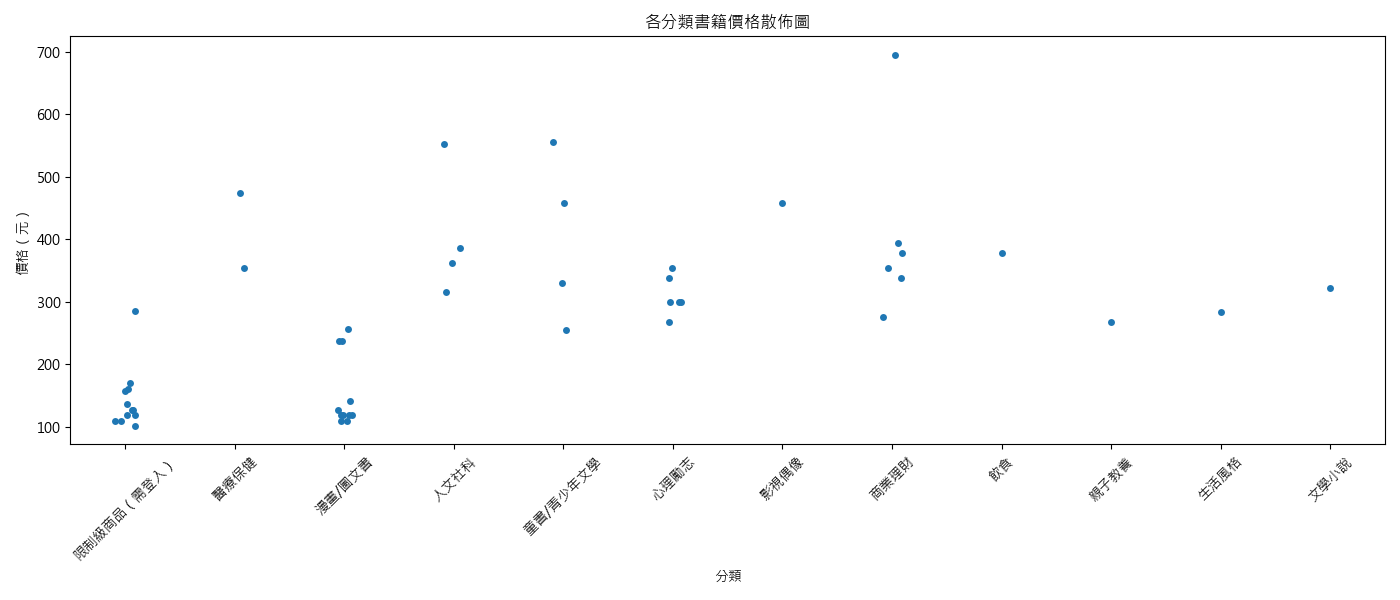 各分類書籍價格散佈圖
價格（元）
700
600
500
400
300
200
100
限制級商品（需登入）
醫療保健
漫畫/圖文書
人文社科
童書/青少年文學
心理勵志
影視偶像
商業理財
飲食
親子教養
生活風格
文學小說
分類